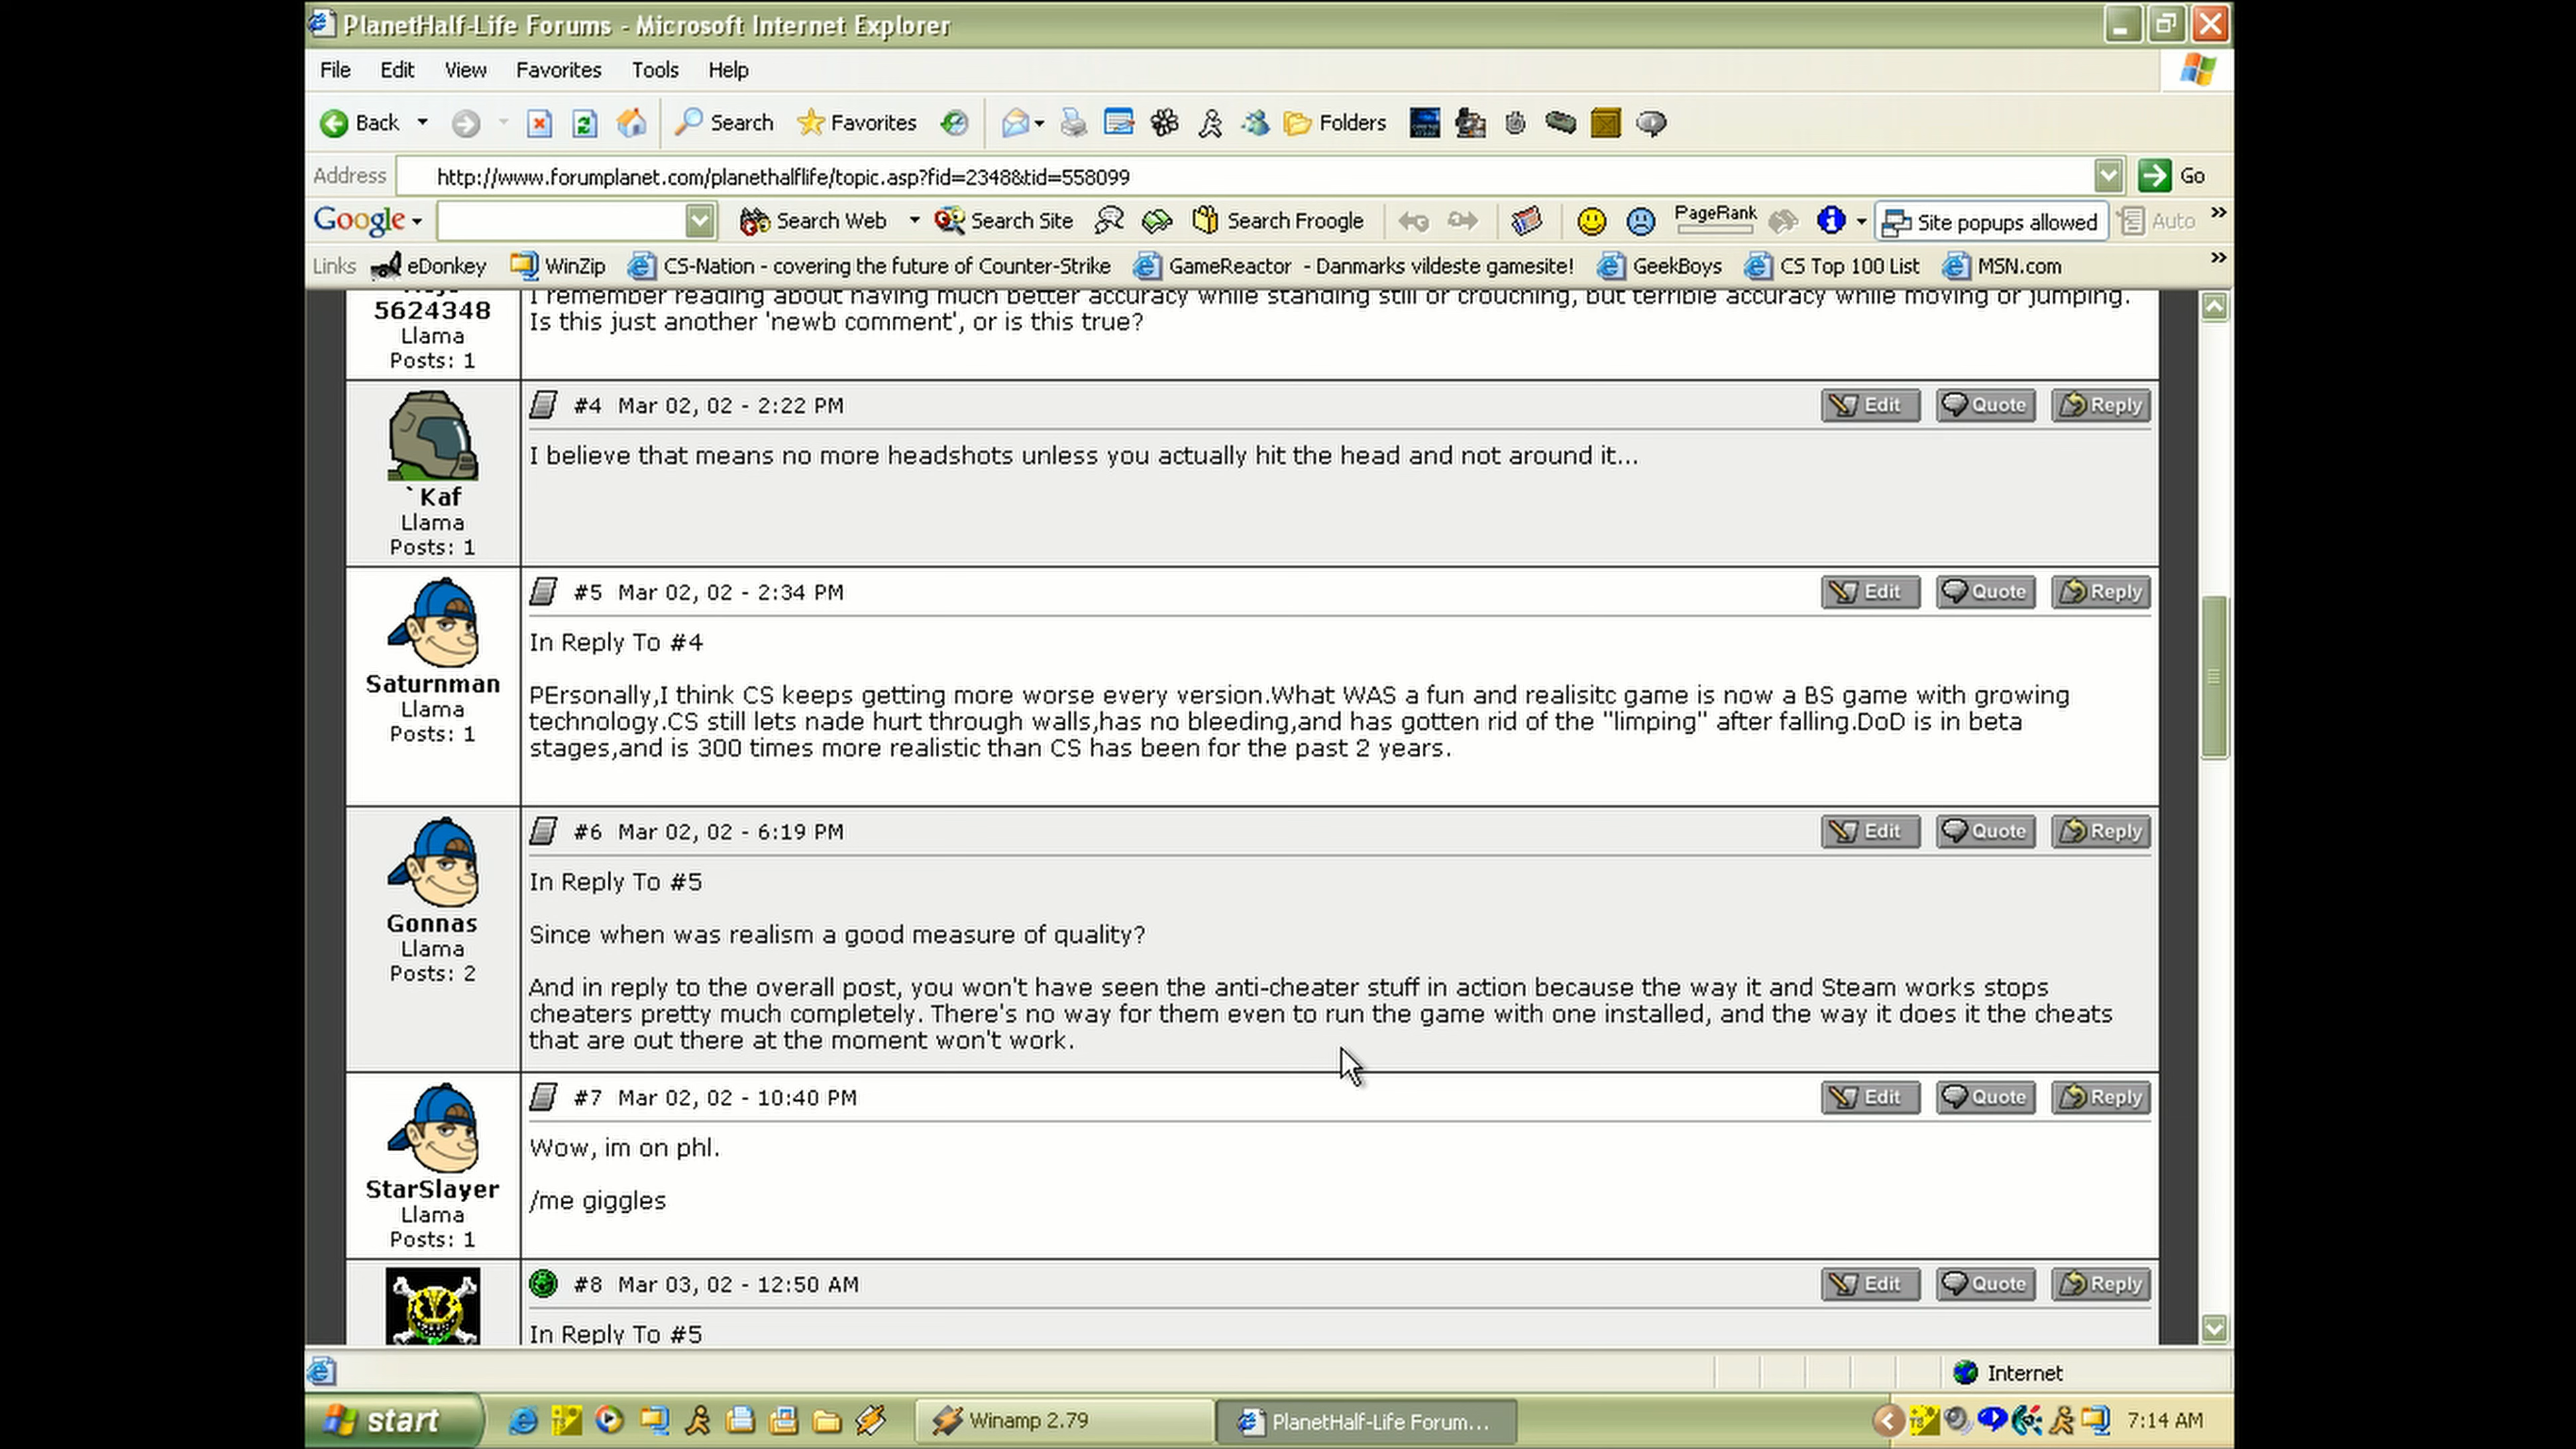 PlanetHalf-Life Forums - Microsoft Internet Explorer
File Edit View Favorites Tools Help
Back Search Favorites Folders
Address http://www.forumplanet.com/planethalflife/topic.asp?fid=2348&tid=558099 Go
Google Search Web Search Site Search Froogle PageRank Site popups allowed Auto »
Links eDonkey WinZip CS-Nation - covering the future of Counter-Strike GameReactor - Danmarks vildeste gamesite! GeekBoys CS Top 100 List MSN.com »
I remember reading about having much better accuracy while standing still or crouching, but terrible accuracy while moving or jumping.
5624348
Is this just another 'newb comment', or is this true?
Llama
Posts: 1
#4 Mar 02, 02 - 2:22 PM Edit Quote Reply
I believe that means no more headshots unless you actually hit the head and not around it...
`Kaf
Llama
Posts: 1
#5 Mar 02, 02 - 2:34 PM Edit Quote Reply
In Reply To #4
Saturnman
Llama
Posts: 1
PErsonally,I think CS keeps getting more worse every version.What WAS a fun and realisitc game is now a BS game with growing
technology.CS still lets nade hurt through walls,has no bleeding,and has gotten rid of the "limping" after falling.DoD is in beta
stages,and is 300 times more realistic than CS has been for the past 2 years.
#6 Mar 02, 02 - 6:19 PM Edit Quote Reply
In Reply To #5
Gonnas
Llama
Posts: 2
Since when was realism a good measure of quality?
And in reply to the overall post, you won't have seen the anti-cheater stuff in action because the way it and Steam works stops
cheaters pretty much completely. There's no way for them even to run the game with one installed, and the way it does it the cheats
that are out there at the moment won't work.
#7 Mar 02, 02 - 10:40 PM Edit Quote Reply
Wow, im on phl.
StarSlayer
Llama
Posts: 1
/me giggles
#8 Mar 03, 02 - 12:50 AM Edit Quote Reply
In Reply To #5
Internet
start Winamp 2.79 PlanetHalf-Life Forum... 7:14 AM